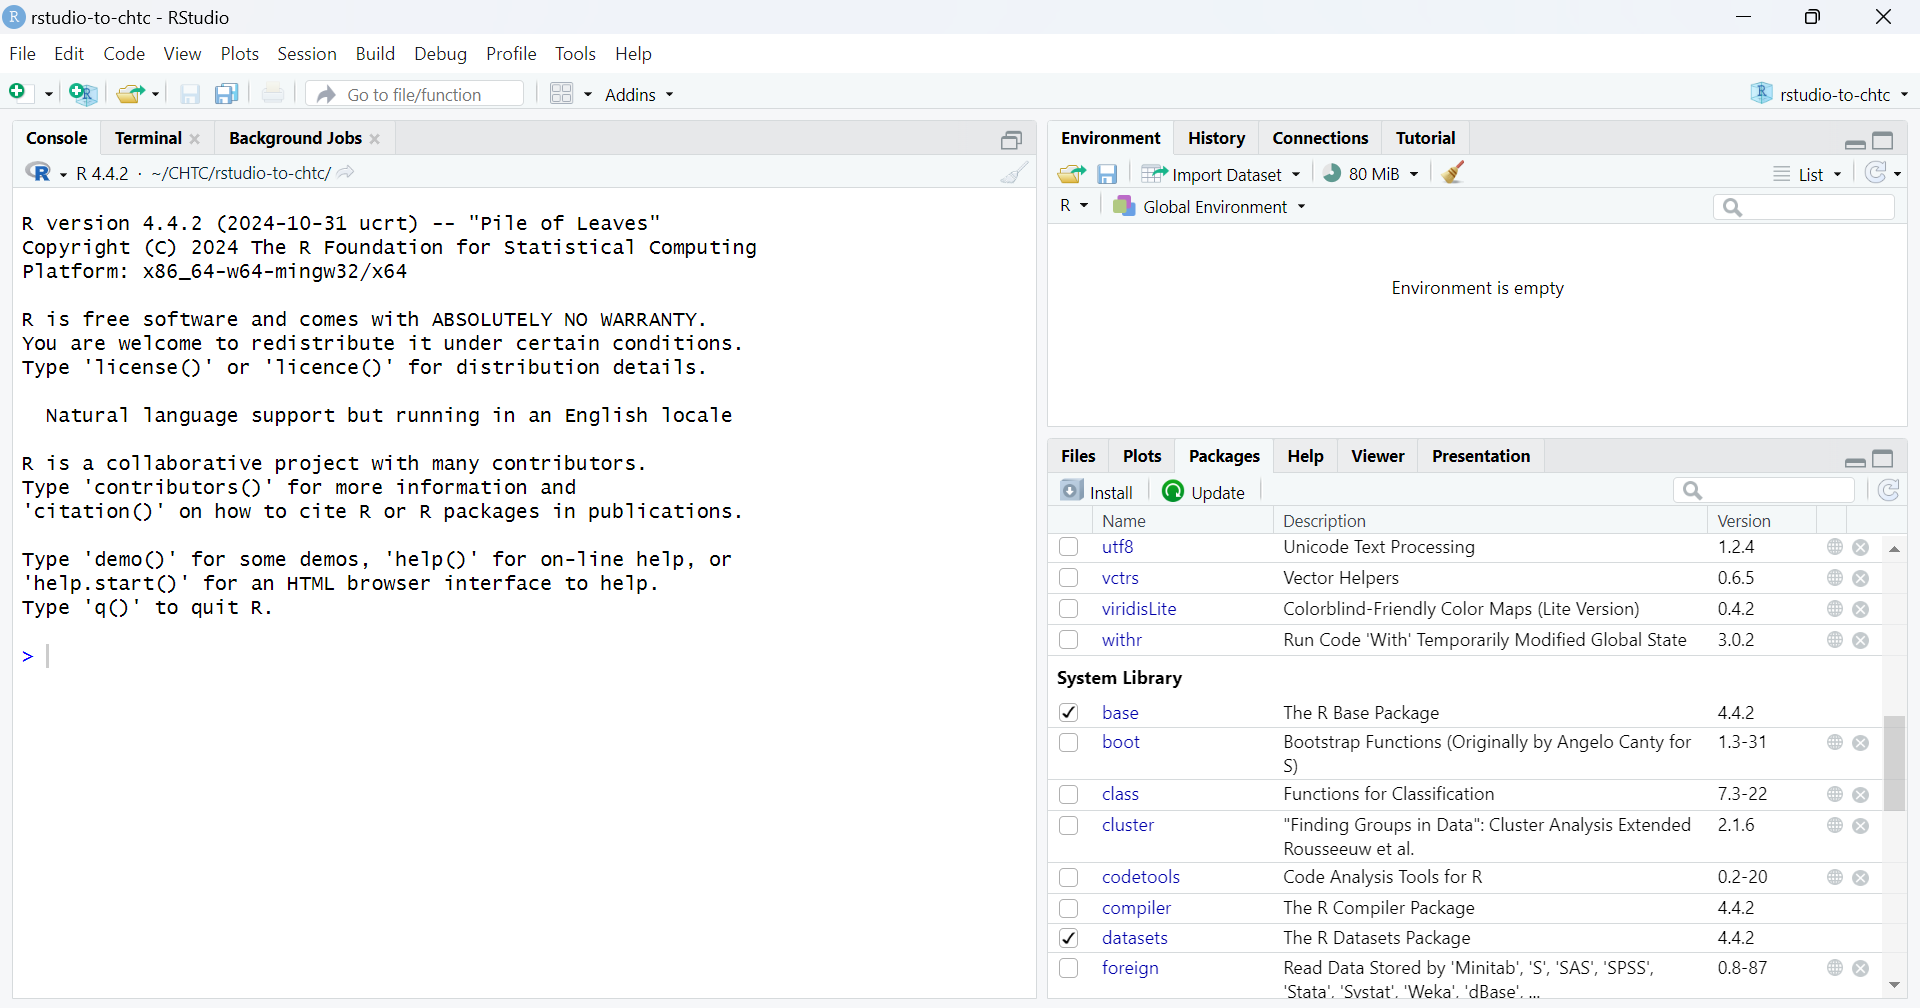 rstudio-to-chtc - RStudio
File Edit Code View Plots Session Build Debug Profile Tools Help
Go to file/function Addins rstudio-to-chtc
Console Terminal Background Jobs
R 4.4.2 · ~/CHTC/rstudio-to-chtc/
R version 4.4.2 (2024-10-31 ucrt) -- "Pile of Leaves"
Copyright (C) 2024 The R Foundation for Statistical Computing
Platform: x86_64-w64-mingw32/x64
R is free software and comes with ABSOLUTELY NO WARRANTY.
You are welcome to redistribute it under certain conditions.
Type 'license()' or 'licence()' for distribution details.
Natural language support but running in an English locale
R is a collaborative project with many contributors.
Type 'contributors()' for more information and
'citation()' on how to cite R or R packages in publications.
Type 'demo()' for some demos, 'help()' for on-line help, or
'help.start()' for an HTML browser interface to help.
Type 'q()' to quit R.
>
Environment History Connections Tutorial
Import Dataset 80 MiB List
R Global Environment
Environment is empty
Files Plots Packages Help Viewer Presentation
Install Update
Name Description Version
utf8 Unicode Text Processing 1.2.4
vctrs Vector Helpers 0.6.5
viridisLite Colorblind-Friendly Color Maps (Lite Version) 0.4.2
withr Run Code 'With' Temporarily Modified Global State 3.0.2
System Library
base The R Base Package 4.4.2
boot Bootstrap Functions (Originally by Angelo Canty for 1.3-31
S)
class Functions for Classification 7.3-22
cluster "Finding Groups in Data": Cluster Analysis Extended 2.1.6
Rousseeuw et al.
codetools Code Analysis Tools for R 0.2-20
compiler The R Compiler Package 4.4.2
datasets The R Datasets Package 4.4.2
foreign Read Data Stored by 'Minitab', 'S', 'SAS', 'SPSS', 0.8-87
'Stata', 'Systat', 'Weka', 'dBase', ...